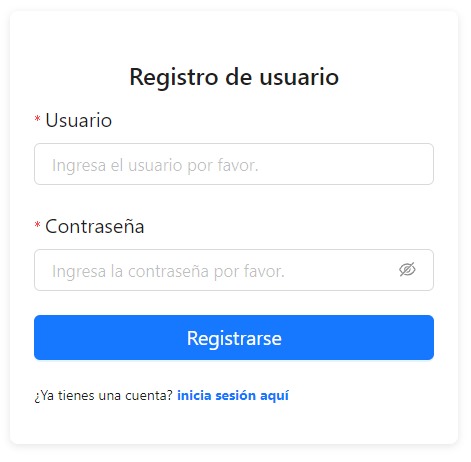 Registro de usuario
* Usuario
Ingresa el usuario por favor.
* Contraseña
Ingresa la contraseña por favor.
Registrarse
¿Ya tienes una cuenta? inicia sesión aquí